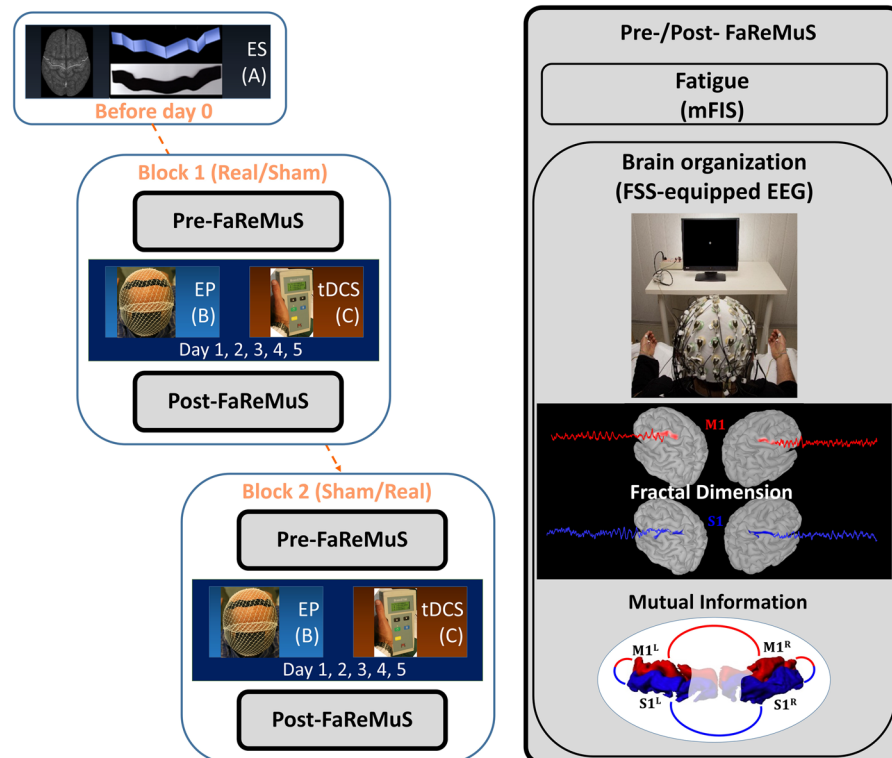 ES
(A)
Before day 0
Block 1 (Real/Sham)
Pre-FaReMuS
EP
(B)
tDCS
(C)
Day 1, 2, 3, 4, 5
Post-FaReMuS
Block 2 (Sham/Real)
Pre-FaReMuS
EP
(B)
tDCS
(C)
Day 1, 2, 3, 4, 5
Post-FaReMuS
Pre-/Post- FaReMuS
Fatigue
(mFIS)
Brain organization
(FSS-equipped EEG)
M1
Fractal Dimension
S1
Mutual Information
M1ᴸ
M1ᴿ
S1ᴸ
S1ᴿ